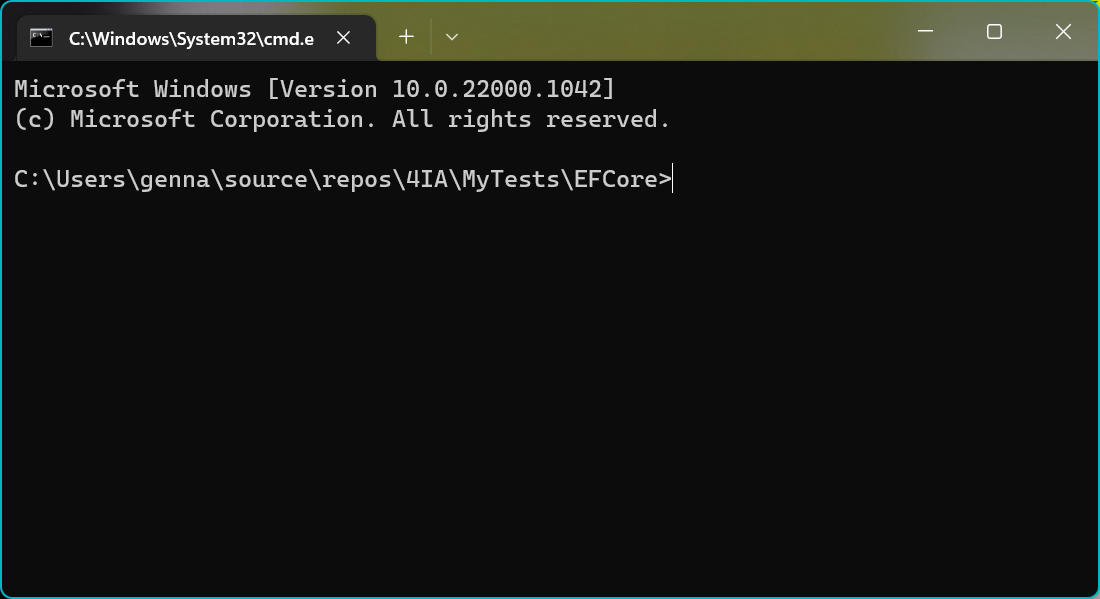 C:\Windows\System32\cmd.e
Microsoft Windows [Version 10.0.22000.1042]
(c) Microsoft Corporation. All rights reserved.
C:\Users\genna\source\repos\4IA\MyTests\EFCore>